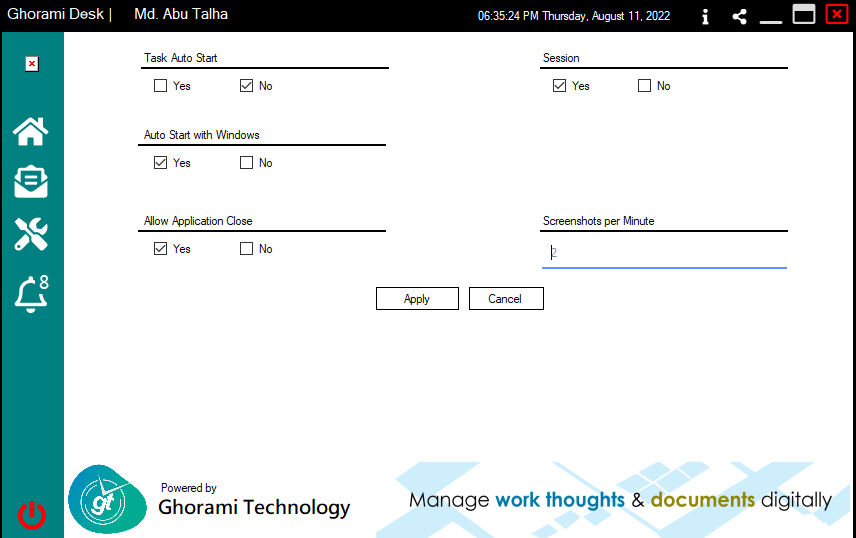 Ghorami Desk | Md. Abu Talha 06:35:24 PM Thursday, August 11, 2022
Task Auto Start Session
Yes No Yes No
Auto Start with Windows
Yes No
Allow Application Close Screenshots per Minute
Yes No 2
8
Apply Cancel
gt
Powered by
Ghorami Technology
Manage work thoughts & documents digitally